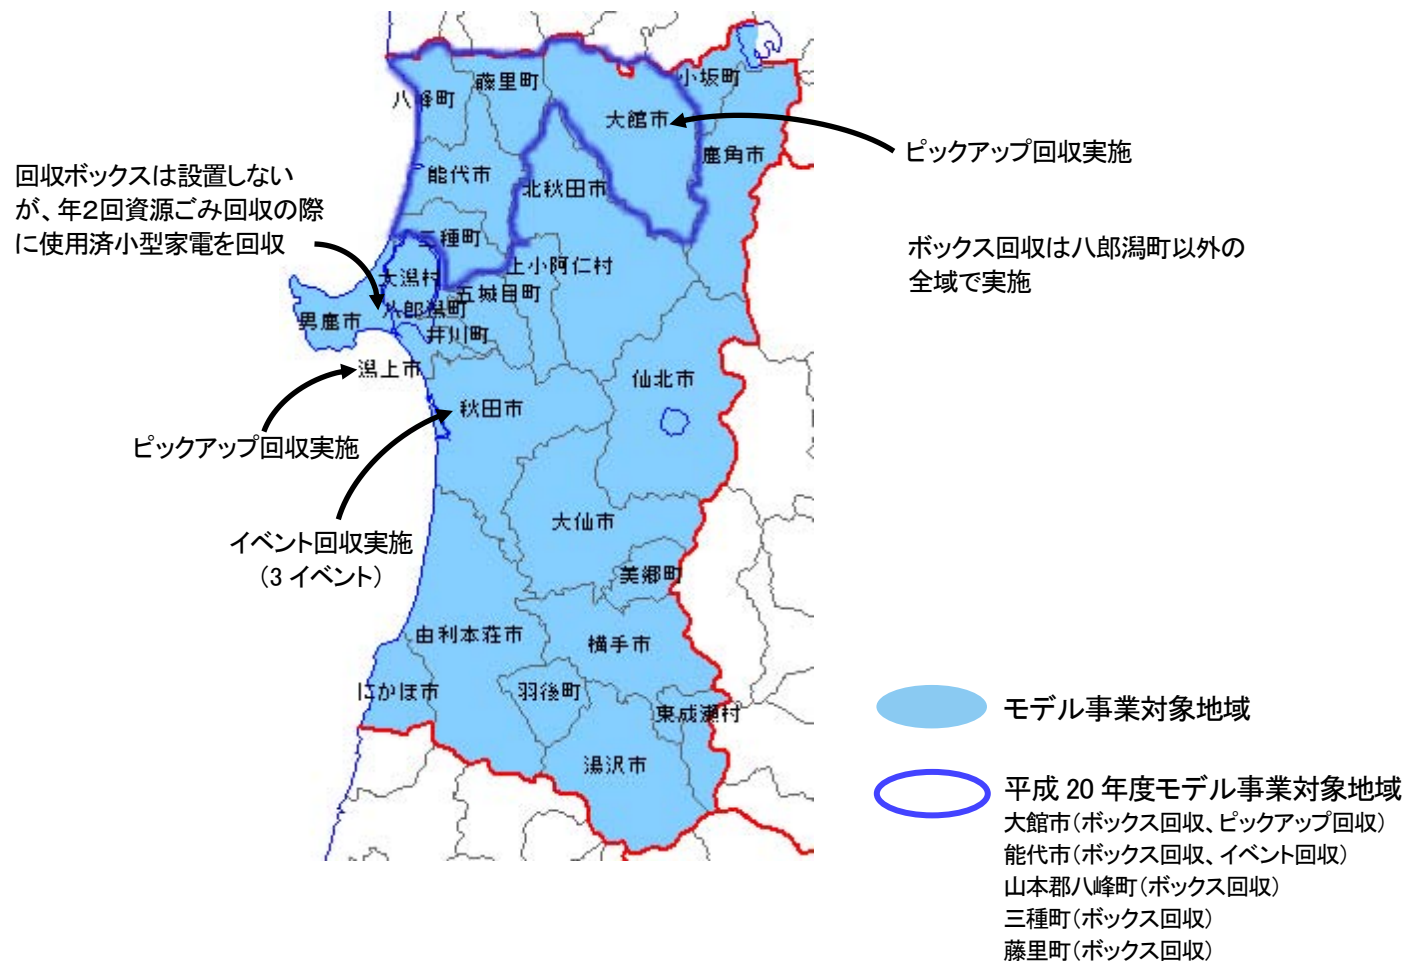 小坂町
藤里町
八峰町
大館市
ピックアップ回収実施
鹿角市
回収ボックスは設置しない
が、年2回資源ごみ回収の際
に使用済小型家電を回収
能代市
北秋田市
三種町
ボックス回収は八郎潟町以外の
全域で実施
上小阿仁村
大潟村
五城目町
八郎潟町
男鹿市
井川町
潟上市
仙北市
秋田市
ピックアップ回収実施
大仙市
イベント回収実施
(3 イベント)
美郷町
由利本荘市
横手市
にかほ市
羽後町
東成瀬村
湯沢市
モデル事業対象地域
平成 20 年度モデル事業対象地域
大館市(ボックス回収、ピックアップ回収)
能代市(ボックス回収、イベント回収)
山本郡八峰町(ボックス回収)
三種町(ボックス回収)
藤里町(ボックス回収)